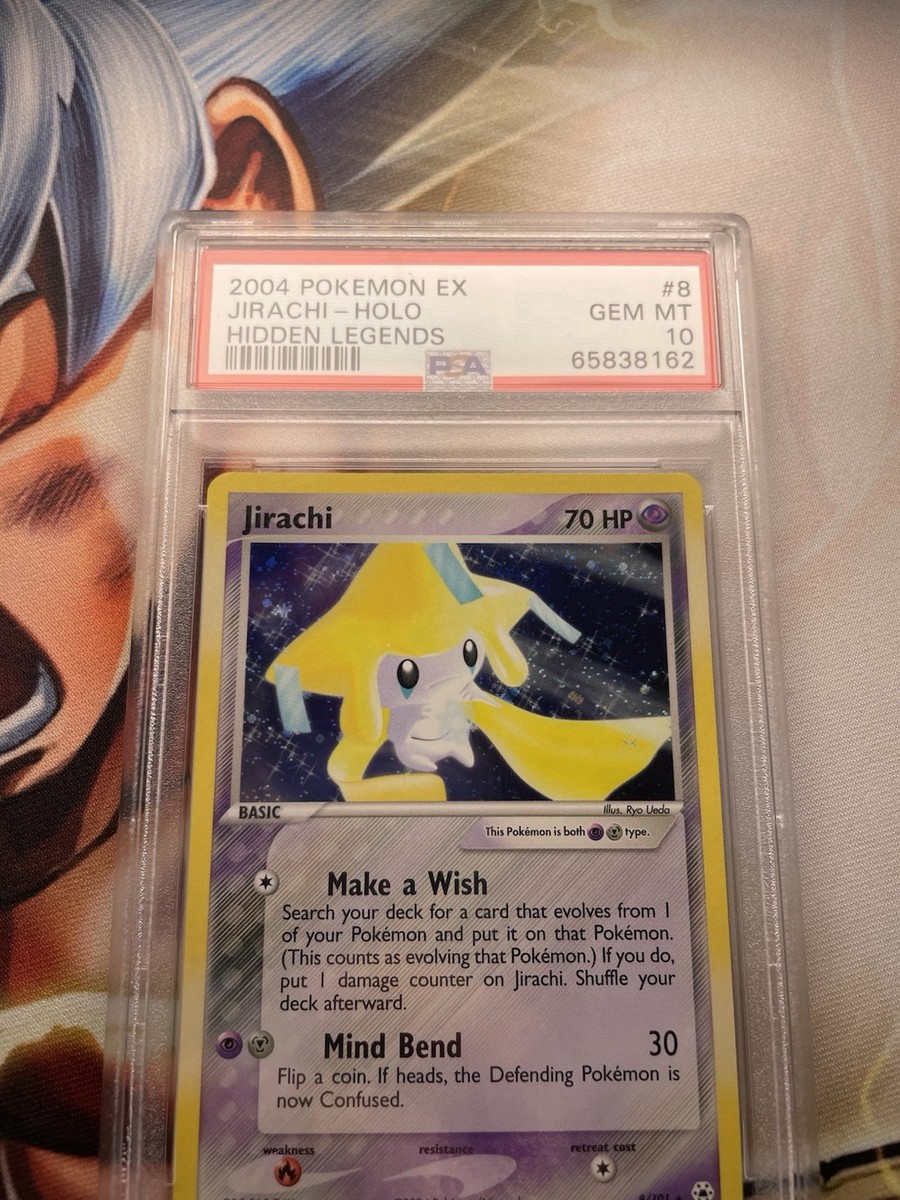 2004 POKEMON EX #8
JIRACHI - HOLO GEM MT
HIDDEN LEGENDS 10
PSA 65838162
Jirachi 70 HP
BASIC Illus. Ryo Ueda
This Pokémon is both type.
Make a Wish
Search your deck for a card that evolves from 1
of your Pokémon and put it on that Pokémon.
(This counts as evolving that Pokémon.) If you do,
put 1 damage counter on Jirachi. Shuffle your
deck afterward.
Mind Bend 30
Flip a coin. If heads, the Defending Pokémon is
now Confused.
weakness resistance retreat cost